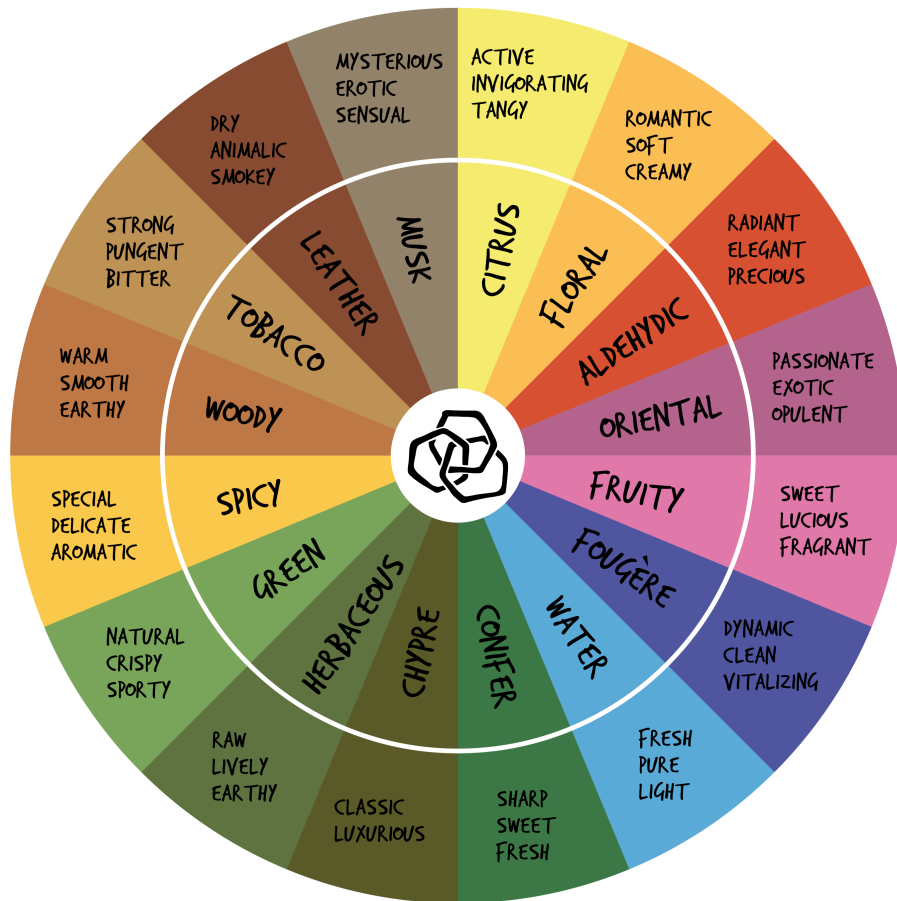 ACTIVE
INVIGORATING
TANGY
CITRUS
ROMANTIC
SOFT
CREAMY
FLORAL
RADIANT
ELEGANT
PRECIOUS
ALDEHYDIC
PASSIONATE
EXOTIC
OPULENT
ORIENTAL
SWEET
LUCIOUS
FRAGRANT
FRUITY
DYNAMIC
CLEAN
VITALIZING
FOUGÈRE
FRESH
PURE
LIGHT
WATER
SHARP
SWEET
FRESH
CONIFER
CLASSIC
LUXURIOUS
CHYPRE
RAW
LIVELY
EARTHY
HERBACEOUS
NATURAL
CRISPY
SPORTY
GREEN
SPECIAL
DELICATE
AROMATIC
SPICY
WARM
SMOOTH
EARTHY
WOODY
STRONG
PUNGENT
BITTER
TOBACCO
DRY
ANIMALIC
SMOKEY
LEATHER
MYSTERIOUS
EROTIC
SENSUAL
MUSK